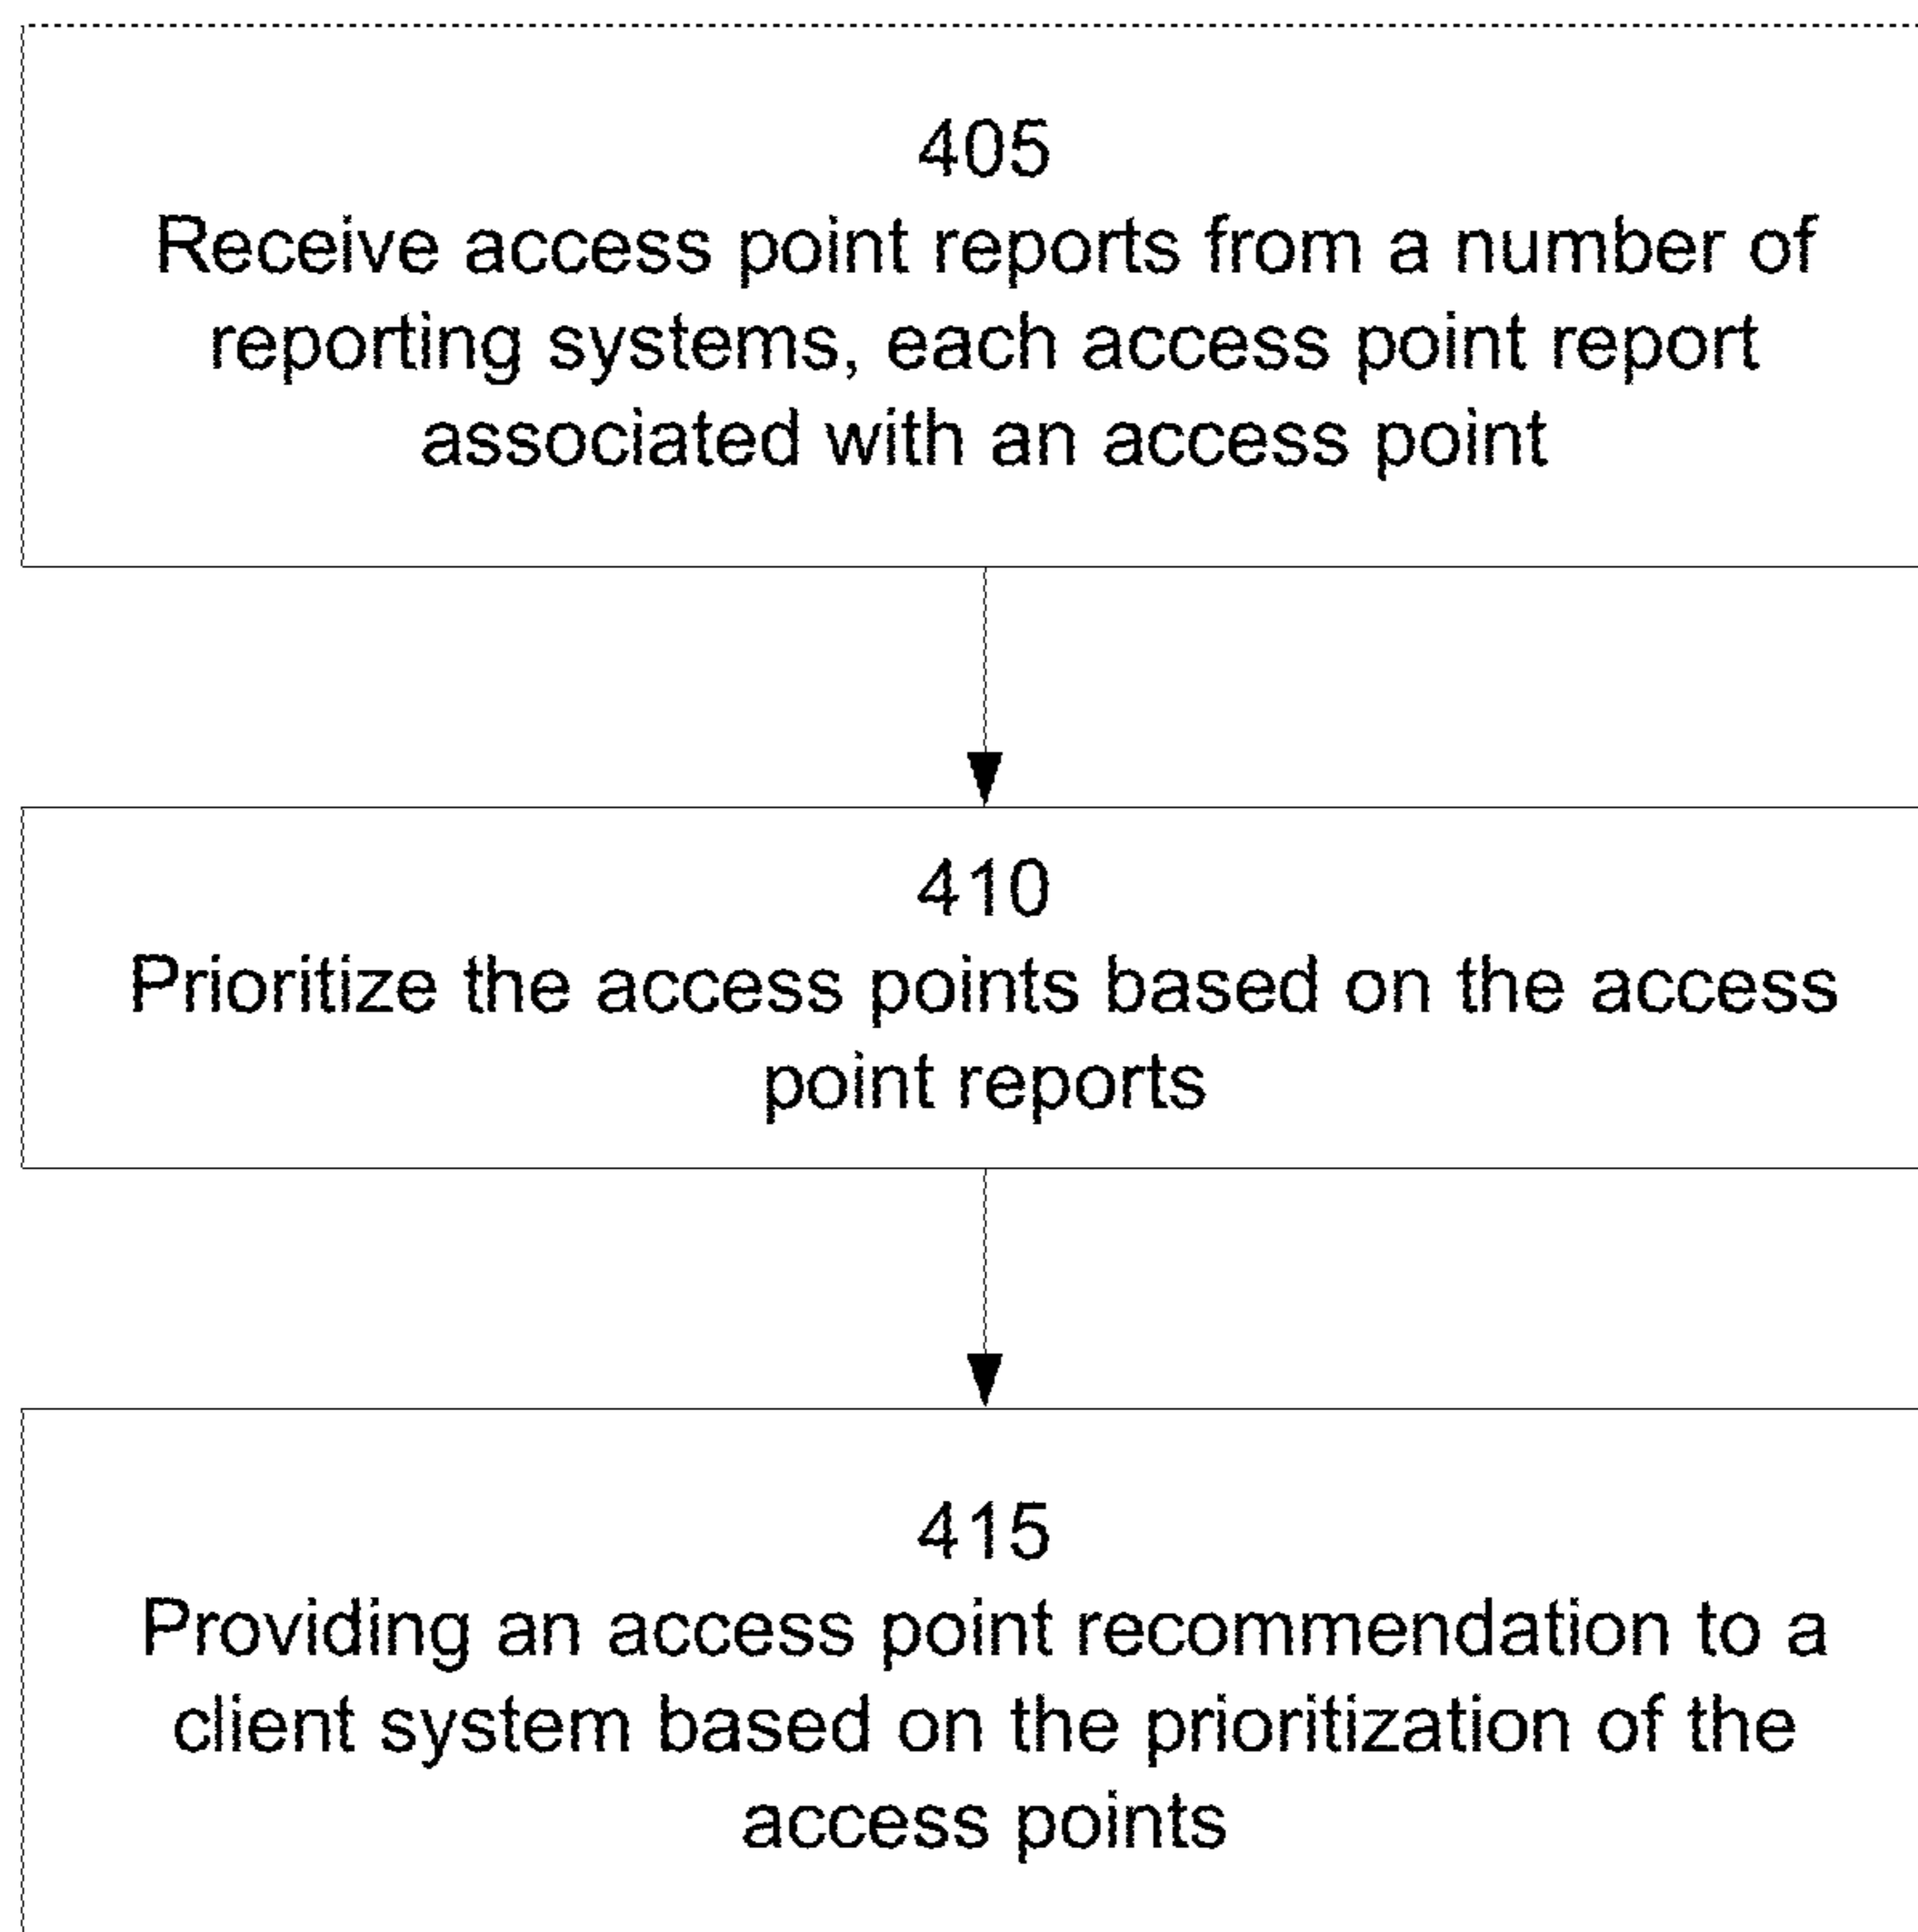 405
Receive access point reports from a number of
reporting systems, each access point report
associated with an access point
410
Prioritize the access points based on the access
point reports
415
Providing an access point recommendation to a
client system based on the prioritization of the
access points